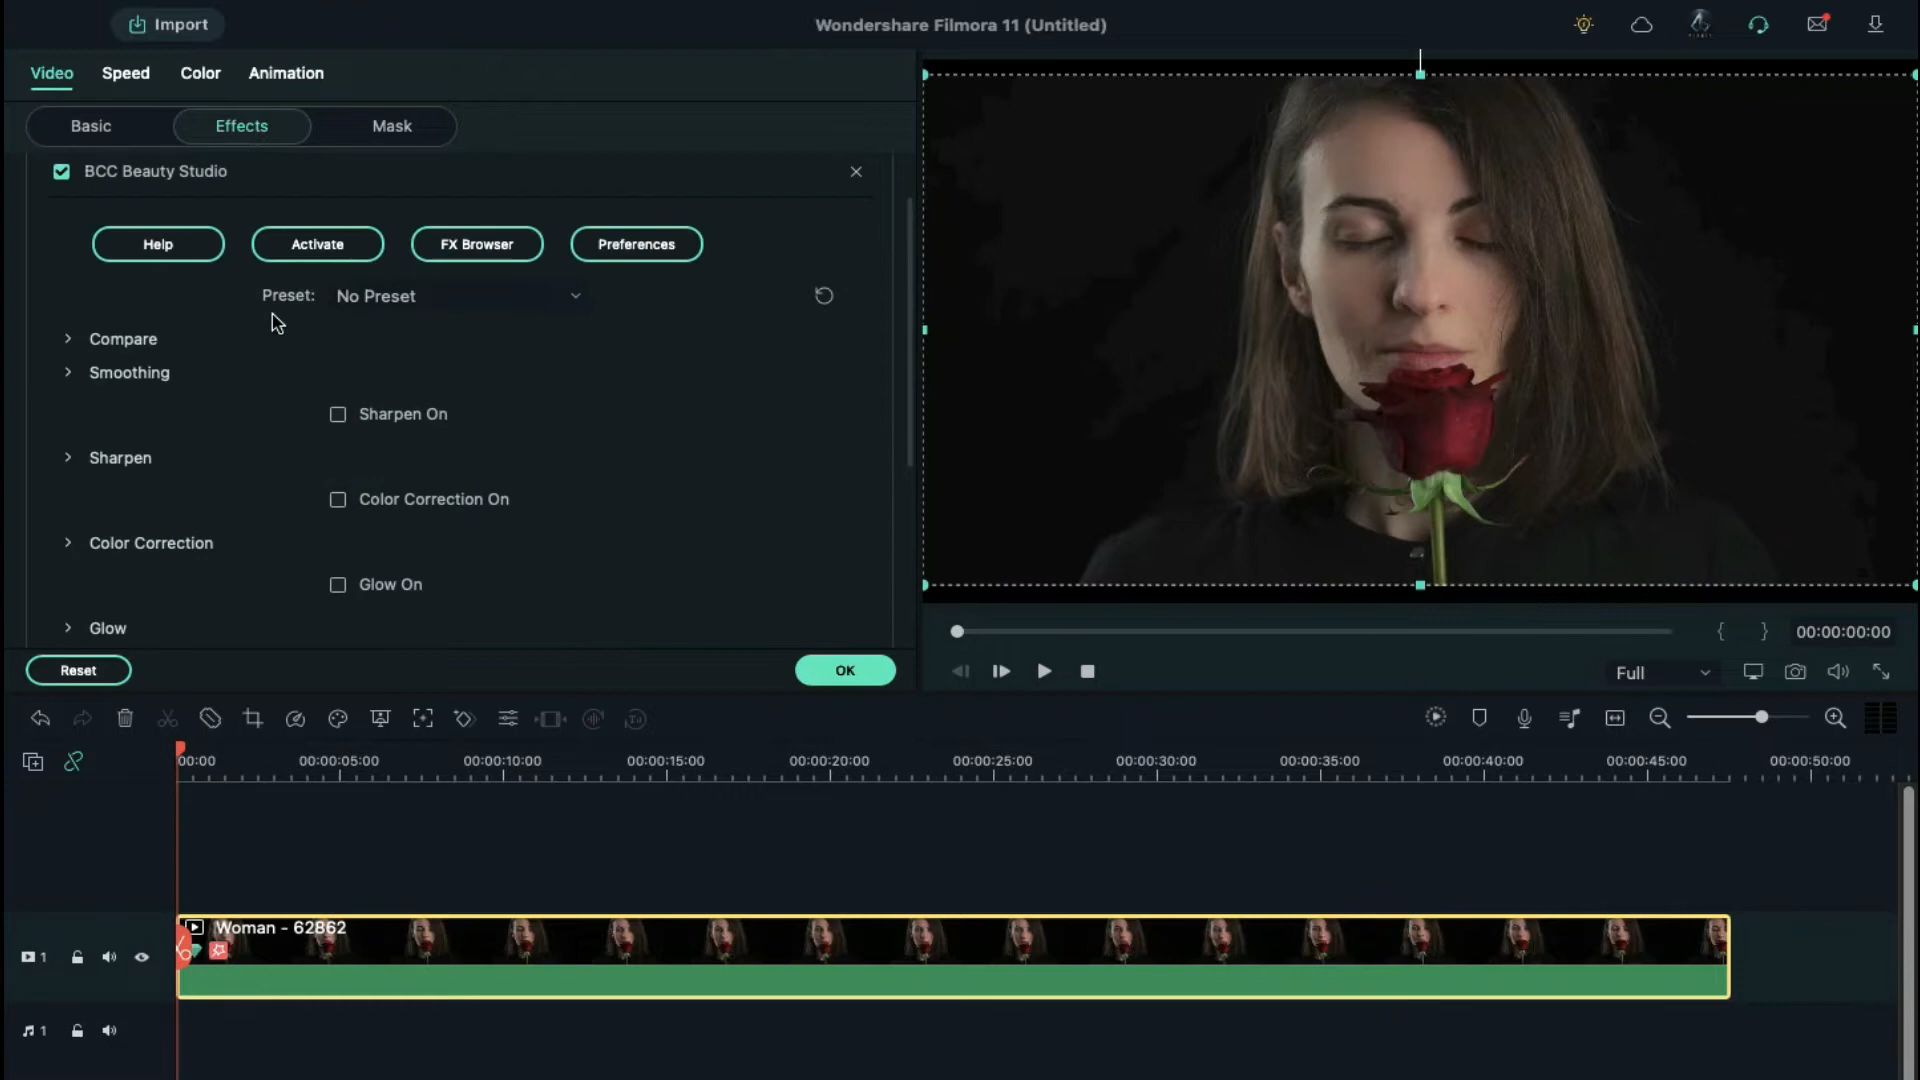 Import
Wondershare Filmora 11 (Untitled)
Video Speed Color Animation
Basic Effects Mask
BCC Beauty Studio
Help Activate FX Browser Preferences
Preset: No Preset
Compare
Smoothing
Sharpen On
Sharpen
Color Correction On
Color Correction
Glow On
Glow
Reset OK
{ } 00:00:00:00
Full
00:00 00:00:05:00 00:00:10:00 00:00:15:00 00:00:20:00 00:00:25:00 00:00:30:00 00:00:35:00 00:00:40:00 00:00:45:00 00:00:50:00
Woman - 62862
1
1